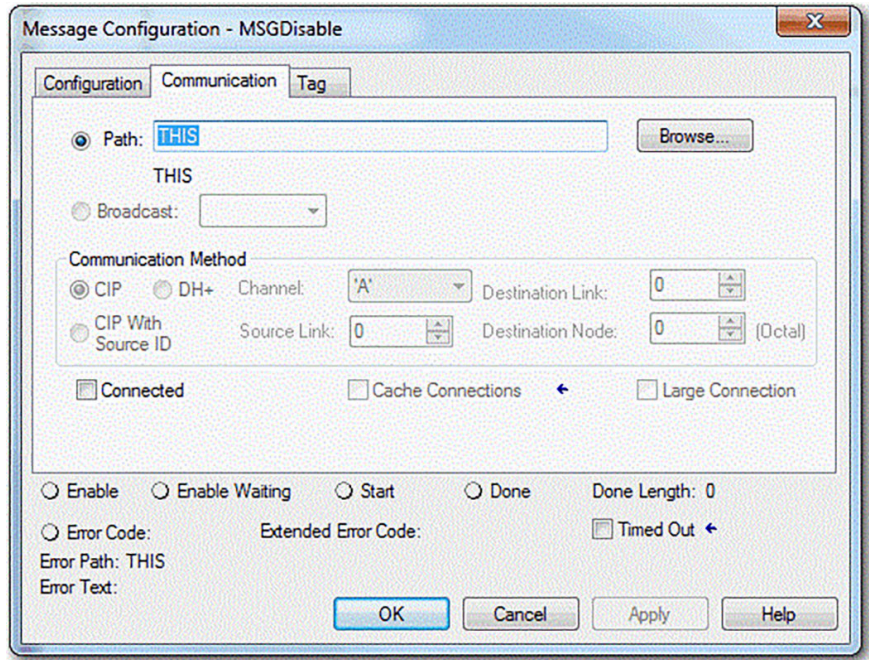 Message Configuration - MSGDisable
Configuration Communication Tag
Path: THIS Browse...
THIS
Broadcast:
Communication Method
CIP DH+ Channel: 'A' Destination Link: 0
CIP With
Source ID Source Link: 0 Destination Node: 0 (Octal)
Connected Cache Connections Large Connection
Enable Enable Waiting Start Done Done Length: 0
Error Code: Extended Error Code: Timed Out
Error Path: THIS
Error Text:
OK Cancel Apply Help